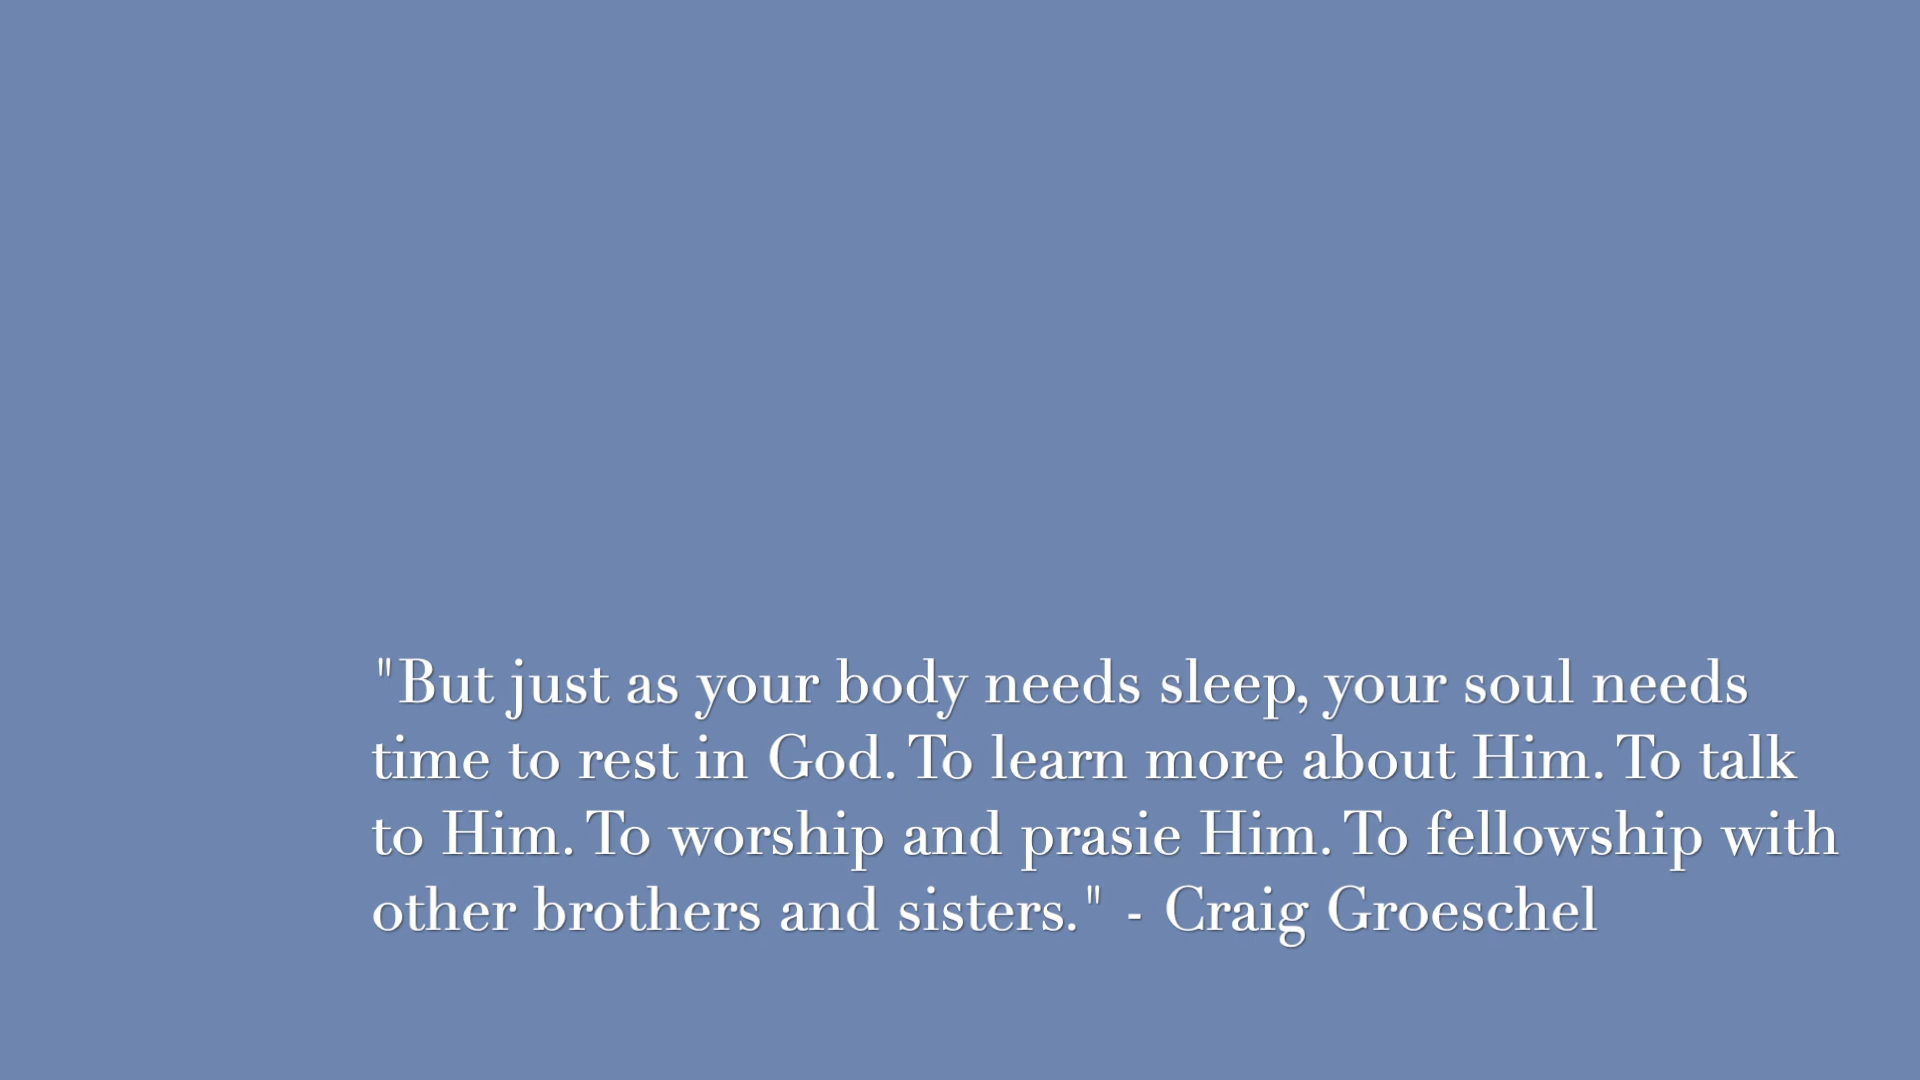 "But just as your body needs sleep, your soul needs
time to rest in God. To learn more about Him. To talk
to Him. To worship and prasie Him. To fellowship with
other brothers and sisters." - Craig Groeschel